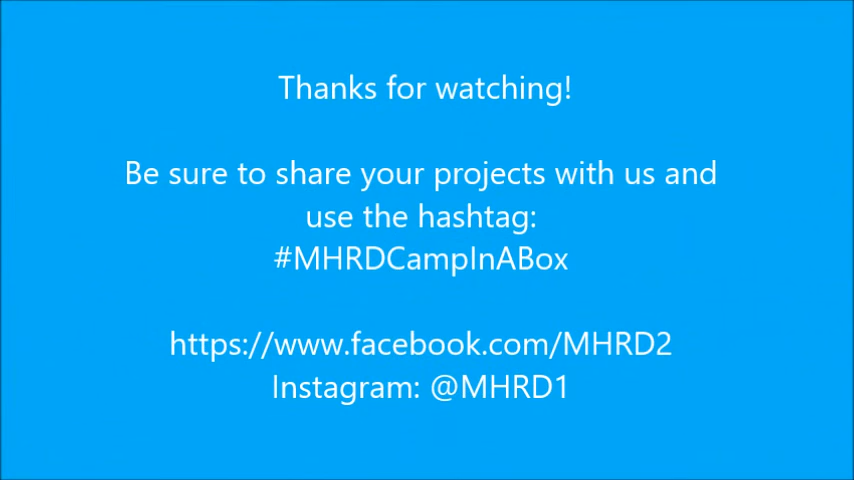 Thanks for watching!
Be sure to share your projects with us and
use the hashtag:
#MHRDCampInABox
https://www.facebook.com/MHRD2
Instagram: @MHRD1